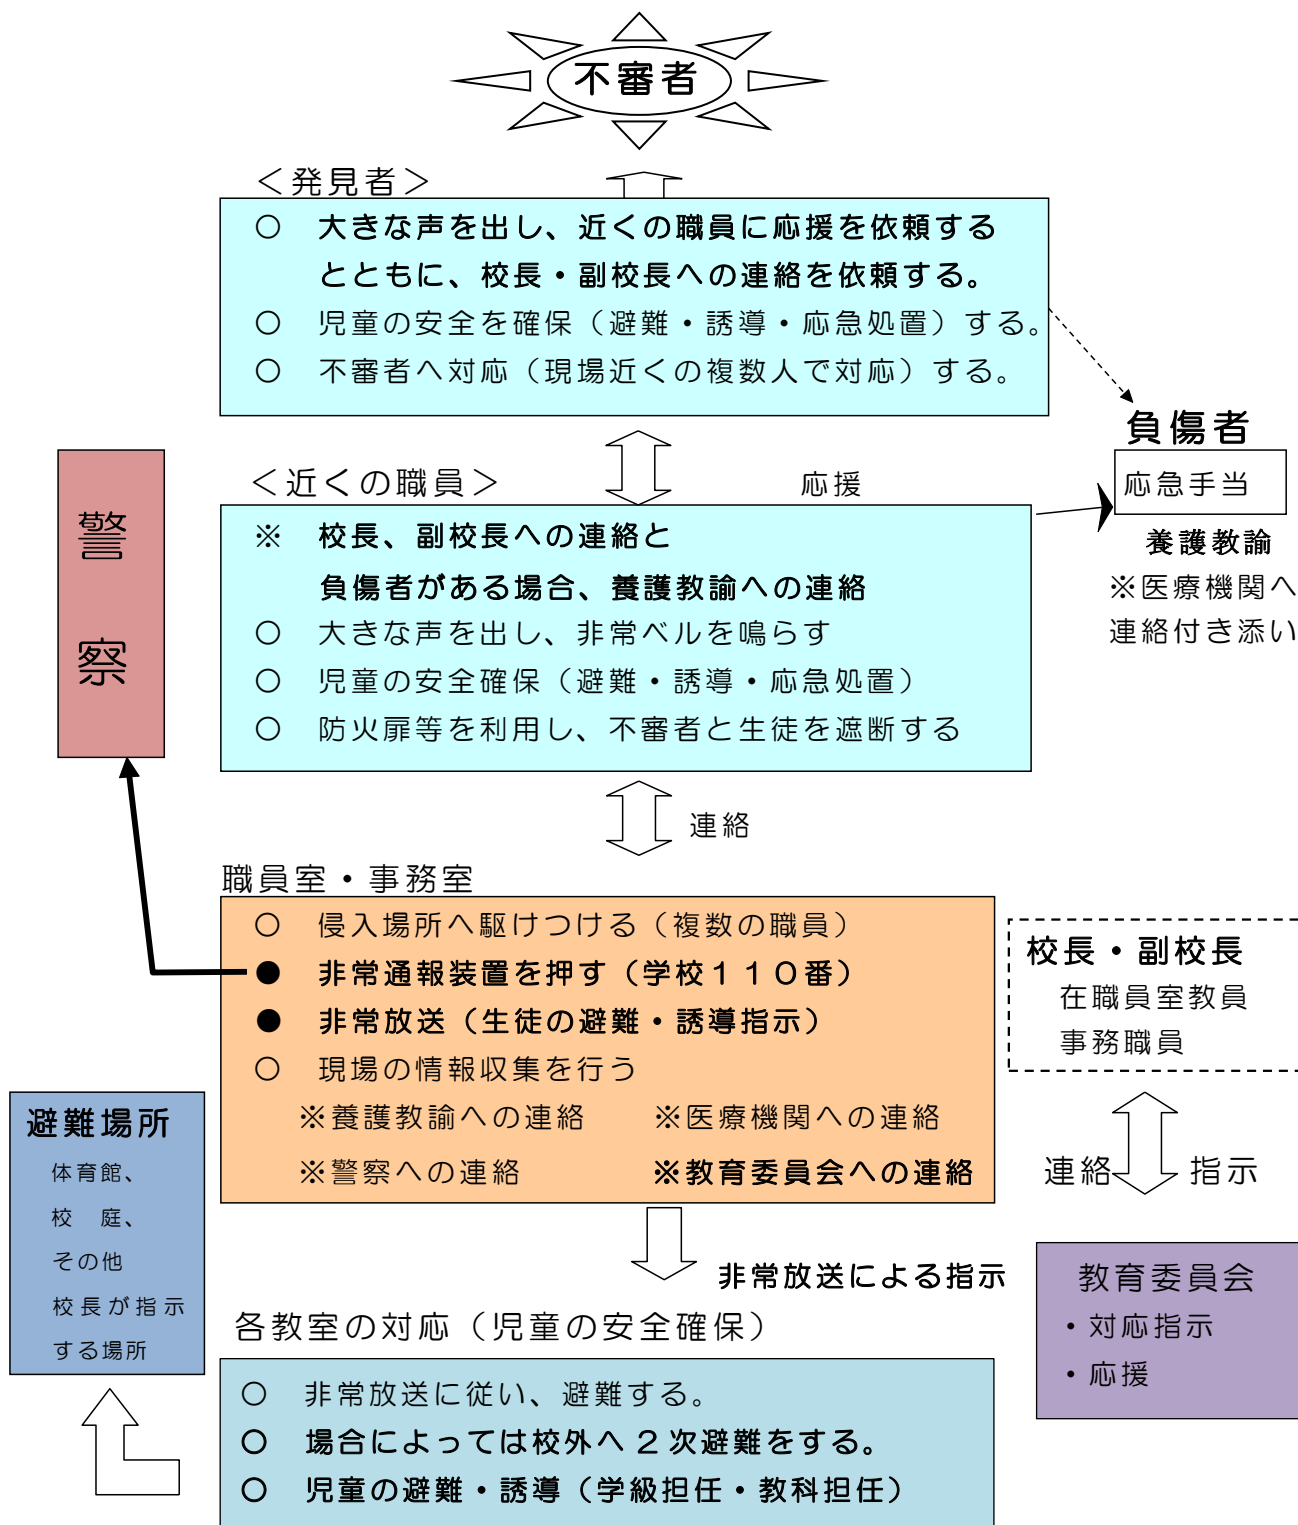 不審者
＜発見者＞
○ 大きな声を出し、近くの職員に応援を依頼する
とともに、校長・副校長への連絡を依頼する。
○ 児童の安全を確保（避難・誘導・応急処置）する。
○ 不審者へ対応（現場近くの複数人で対応）する。
負傷者
応急手当
養護教諭
※医療機関へ
連絡付き添い
警察
＜近くの職員＞
応援
※ 校長、副校長への連絡と
負傷者がある場合、養護教諭への連絡
○ 大きな声を出し、非常ベルを鳴らす
○ 児童の安全確保（避難・誘導・応急処置）
○ 防火扉等を利用し、不審者と生徒を遮断する
連絡
職員室・事務室
○ 侵入場所へ駆けつける（複数の職員）
● 非常通報装置を押す（学校１１０番）
● 非常放送（生徒の避難・誘導指示）
○ 現場の情報収集を行う
※養護教諭への連絡 ※医療機関への連絡
※警察への連絡 ※教育委員会への連絡
校長・副校長
在職員室教員
事務職員
連絡 指示
教育委員会
・対応指示
・応援
避難場所
体育館、
校　庭、
その他
校長が指示
する場所
非常放送による指示
各教室の対応（児童の安全確保）
○ 非常放送に従い、避難する。
○ 場合によっては校外へ２次避難をする。
○ 児童の避難・誘導（学級担任・教科担任）